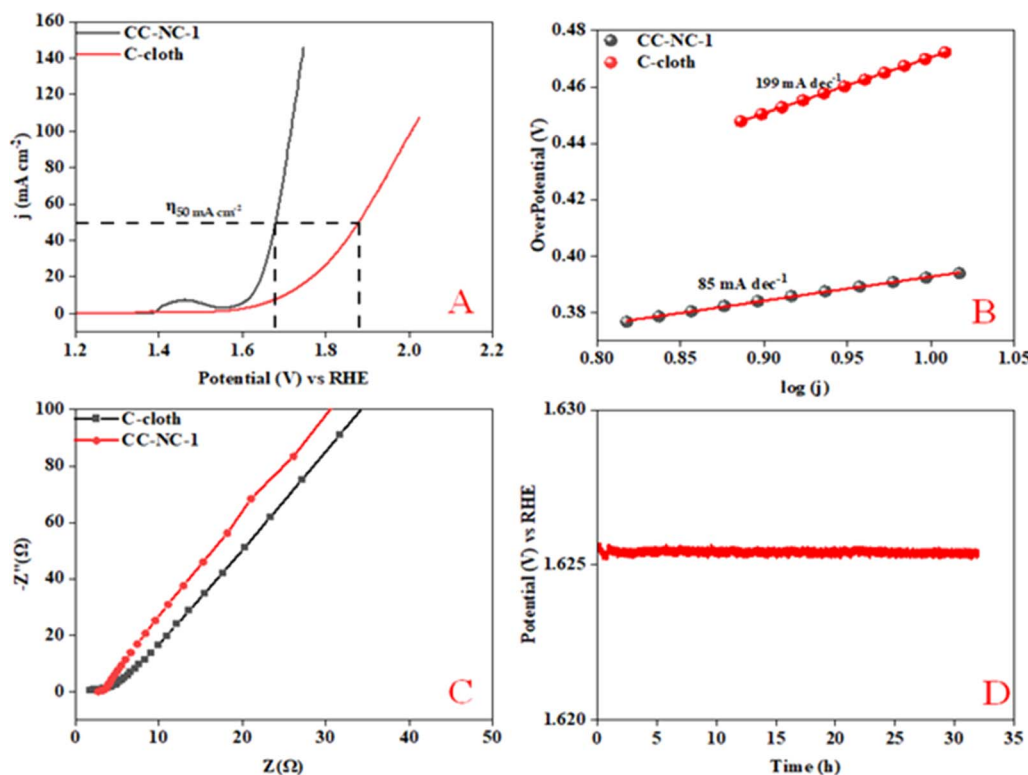 160
140
120
100
80
60
40
20
0
j (mA cm⁻²)
CC-NC-1
C-cloth
η50 mA cm⁻²
A
1.2 1.4 1.6 1.8 2.0 2.2
Potential (V) vs RHE
0.48
0.46
0.44
0.42
0.40
0.38
OverPotential (V)
CC-NC-1
C-cloth
199 mA dec⁻¹
85 mA dec⁻¹
B
0.80 0.85 0.90 0.95 1.00 1.05
log (j)
100
80
60
40
20
0
-Z''(Ω)
C-cloth
CC-NC-1
C
0 10 20 30 40 50
Z(Ω)
1.630
1.625
1.620
Potential (V) vs RHE
D
0 5 10 15 20 25 30 35
Time (h)